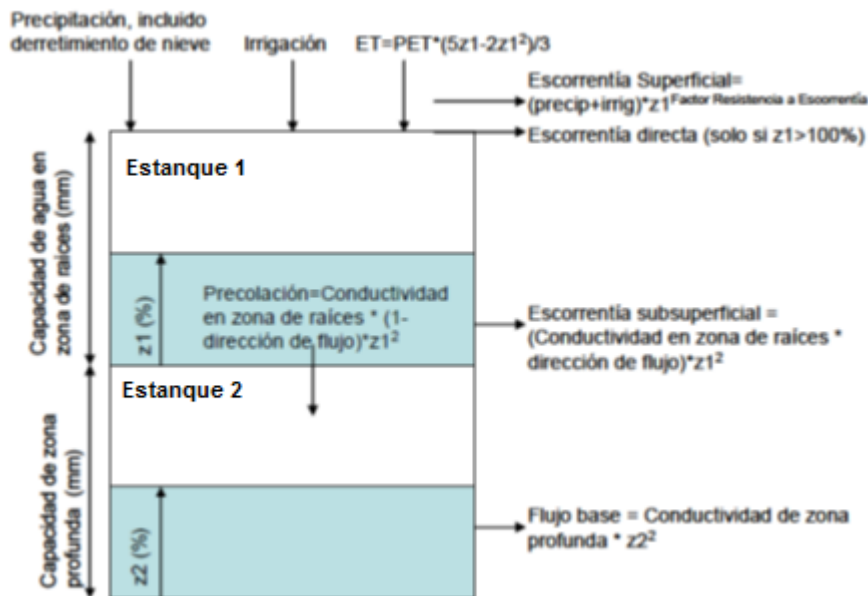 Precipitación, incluido
derretimiento de nieve
Irrigación
ET=PET*(5z1-2z1²)/3
Escorrentía Superficial=
(precip+irrig)*z1^Factor Resistencia a Escorrentía
Escorrentía directa (solo si z1>100%)
Estanque 1
Capacidad de agua en
zona de raíces (mm)
z1 (%)
Precolación=Conductividad
en zona de raíces * (1-
dirección de flujo)*z1²
Escorrentía subsuperficial =
(Conductividad en zona de raíces *
dirección de flujo)*z1²
Estanque 2
Capacidad de zona
profunda (mm)
z2 (%)
Flujo base = Conductividad de zona
profunda * z2²